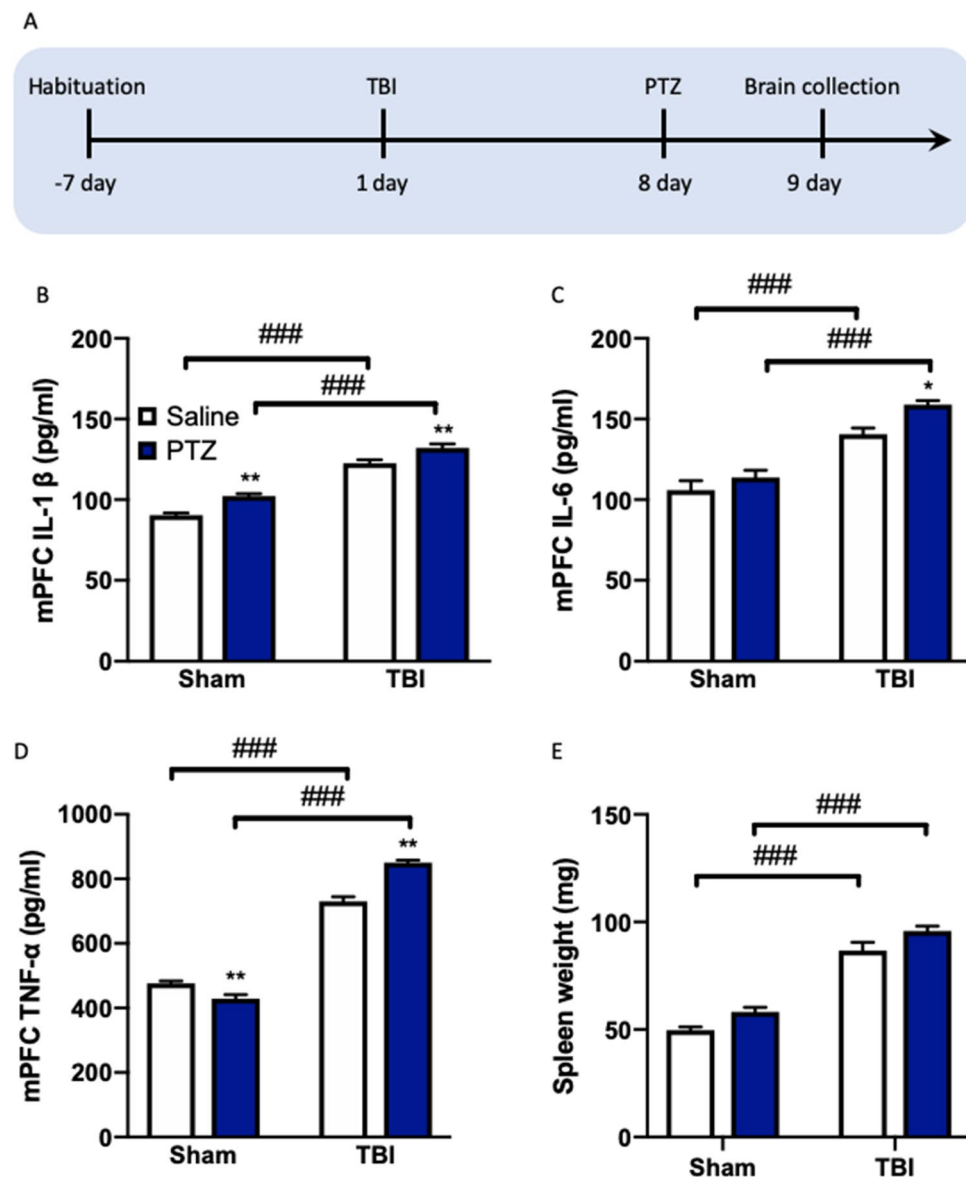 A
Habituation TBI PTZ Brain collection
-7 day 1 day 8 day 9 day
B
###
###
Saline
PTZ
**
**
mPFC IL-1 β (pg/ml)
200
150
100
50
0
Sham TBI
C
###
###
*
mPFC IL-6 (pg/ml)
200
150
100
50
0
Sham TBI
D
###
###
**
**
mPFC TNF-α (pg/ml)
1000
800
600
400
200
0
Sham TBI
E
###
###
Spleen weight (mg)
150
100
50
0
Sham TBI